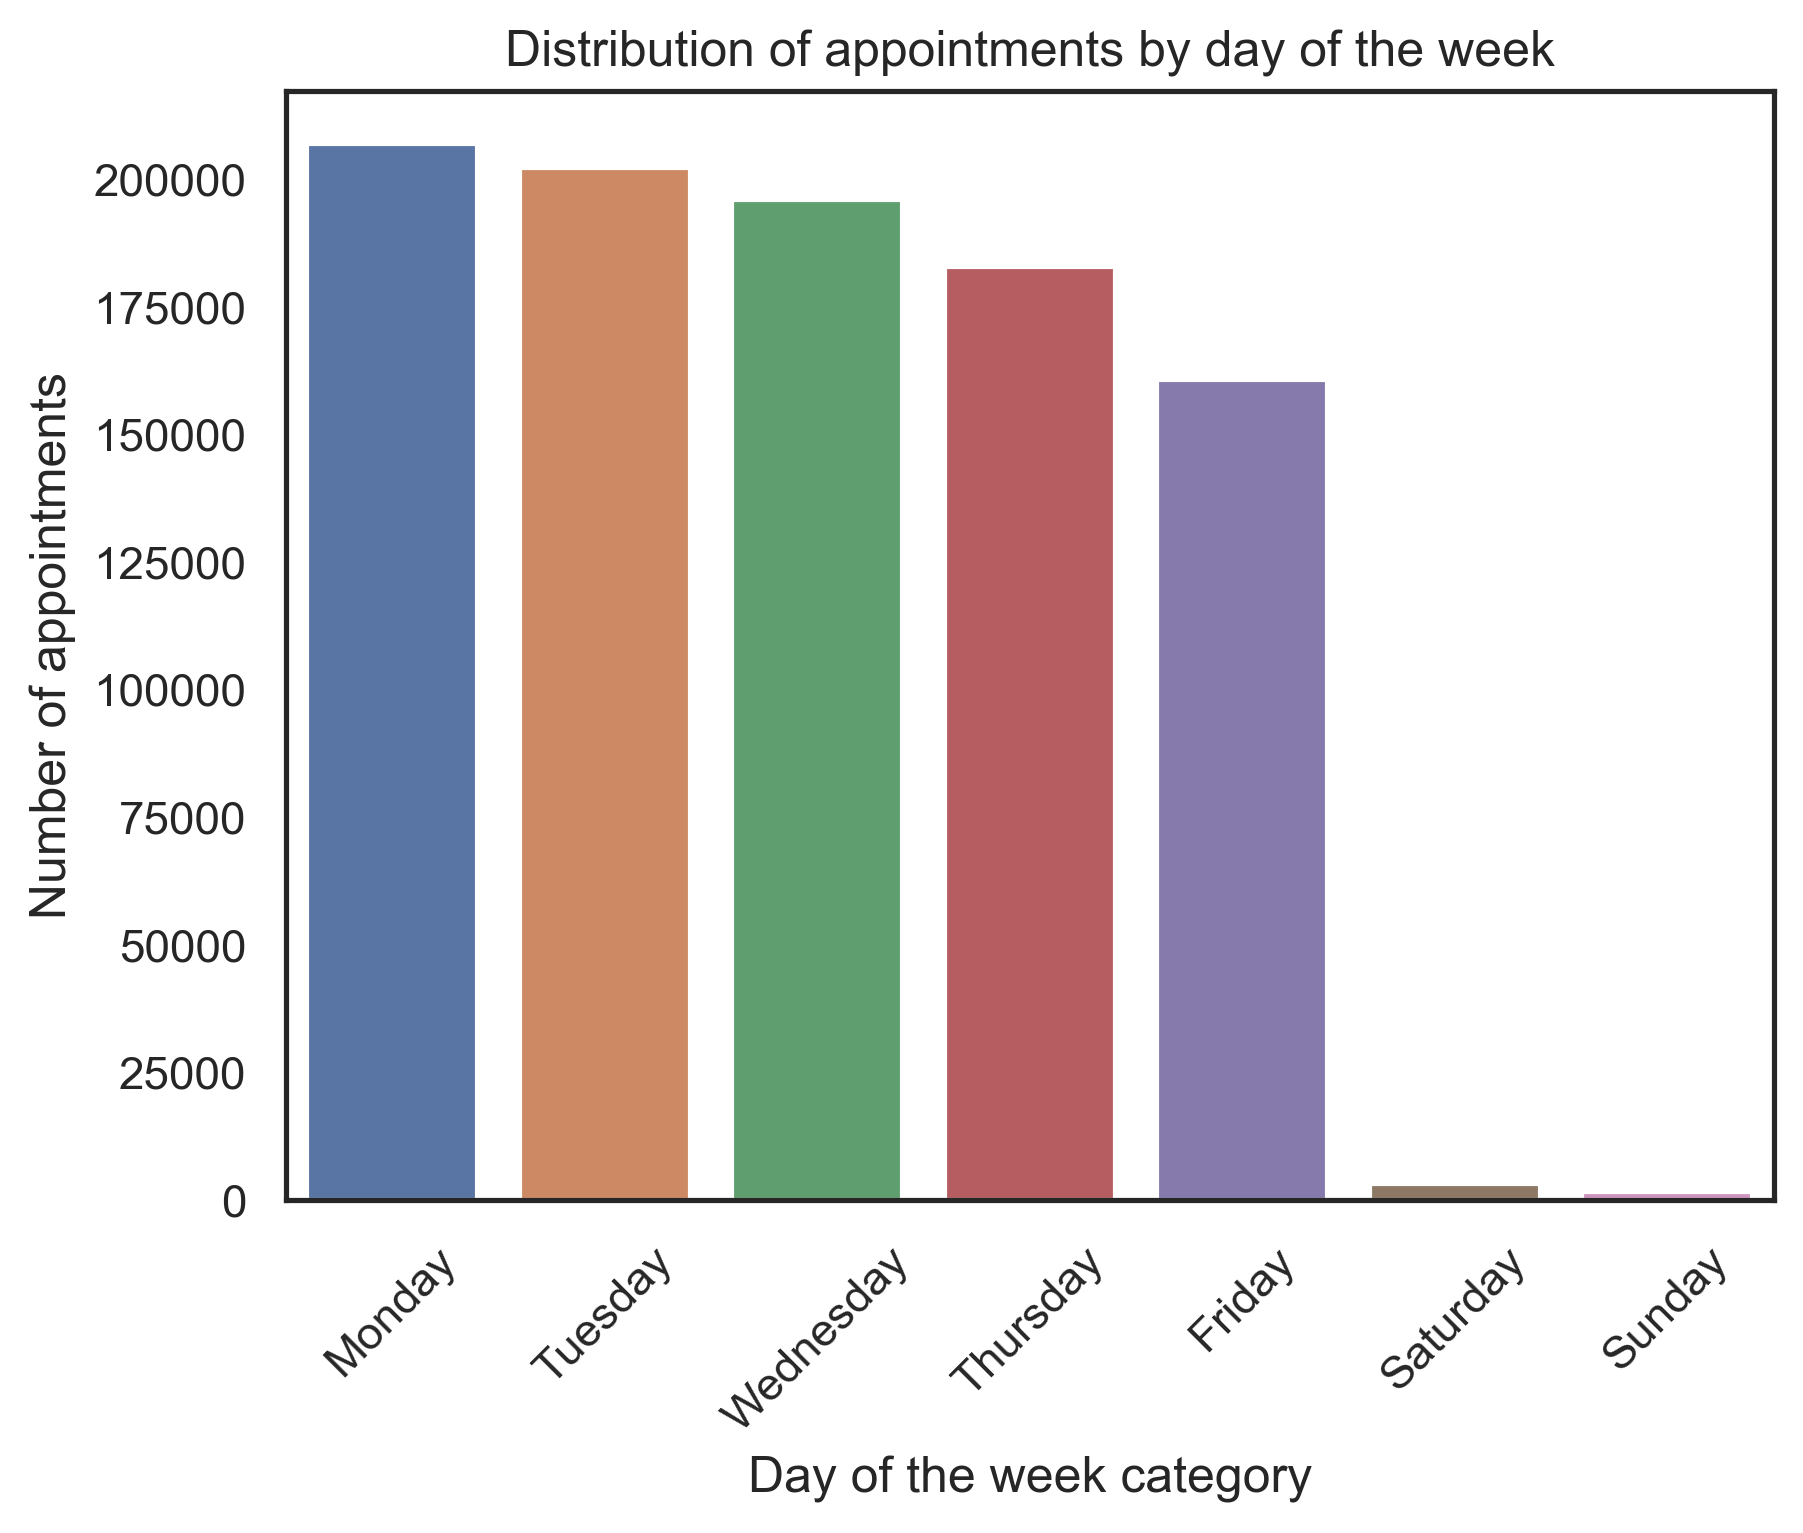 Distribution of appointments by day of the week
Number of appointments
200000
175000
150000
125000
100000
75000
50000
25000
0
Monday
Tuesday
Wednesday
Thursday
Friday
Saturday
Sunday
Day of the week category